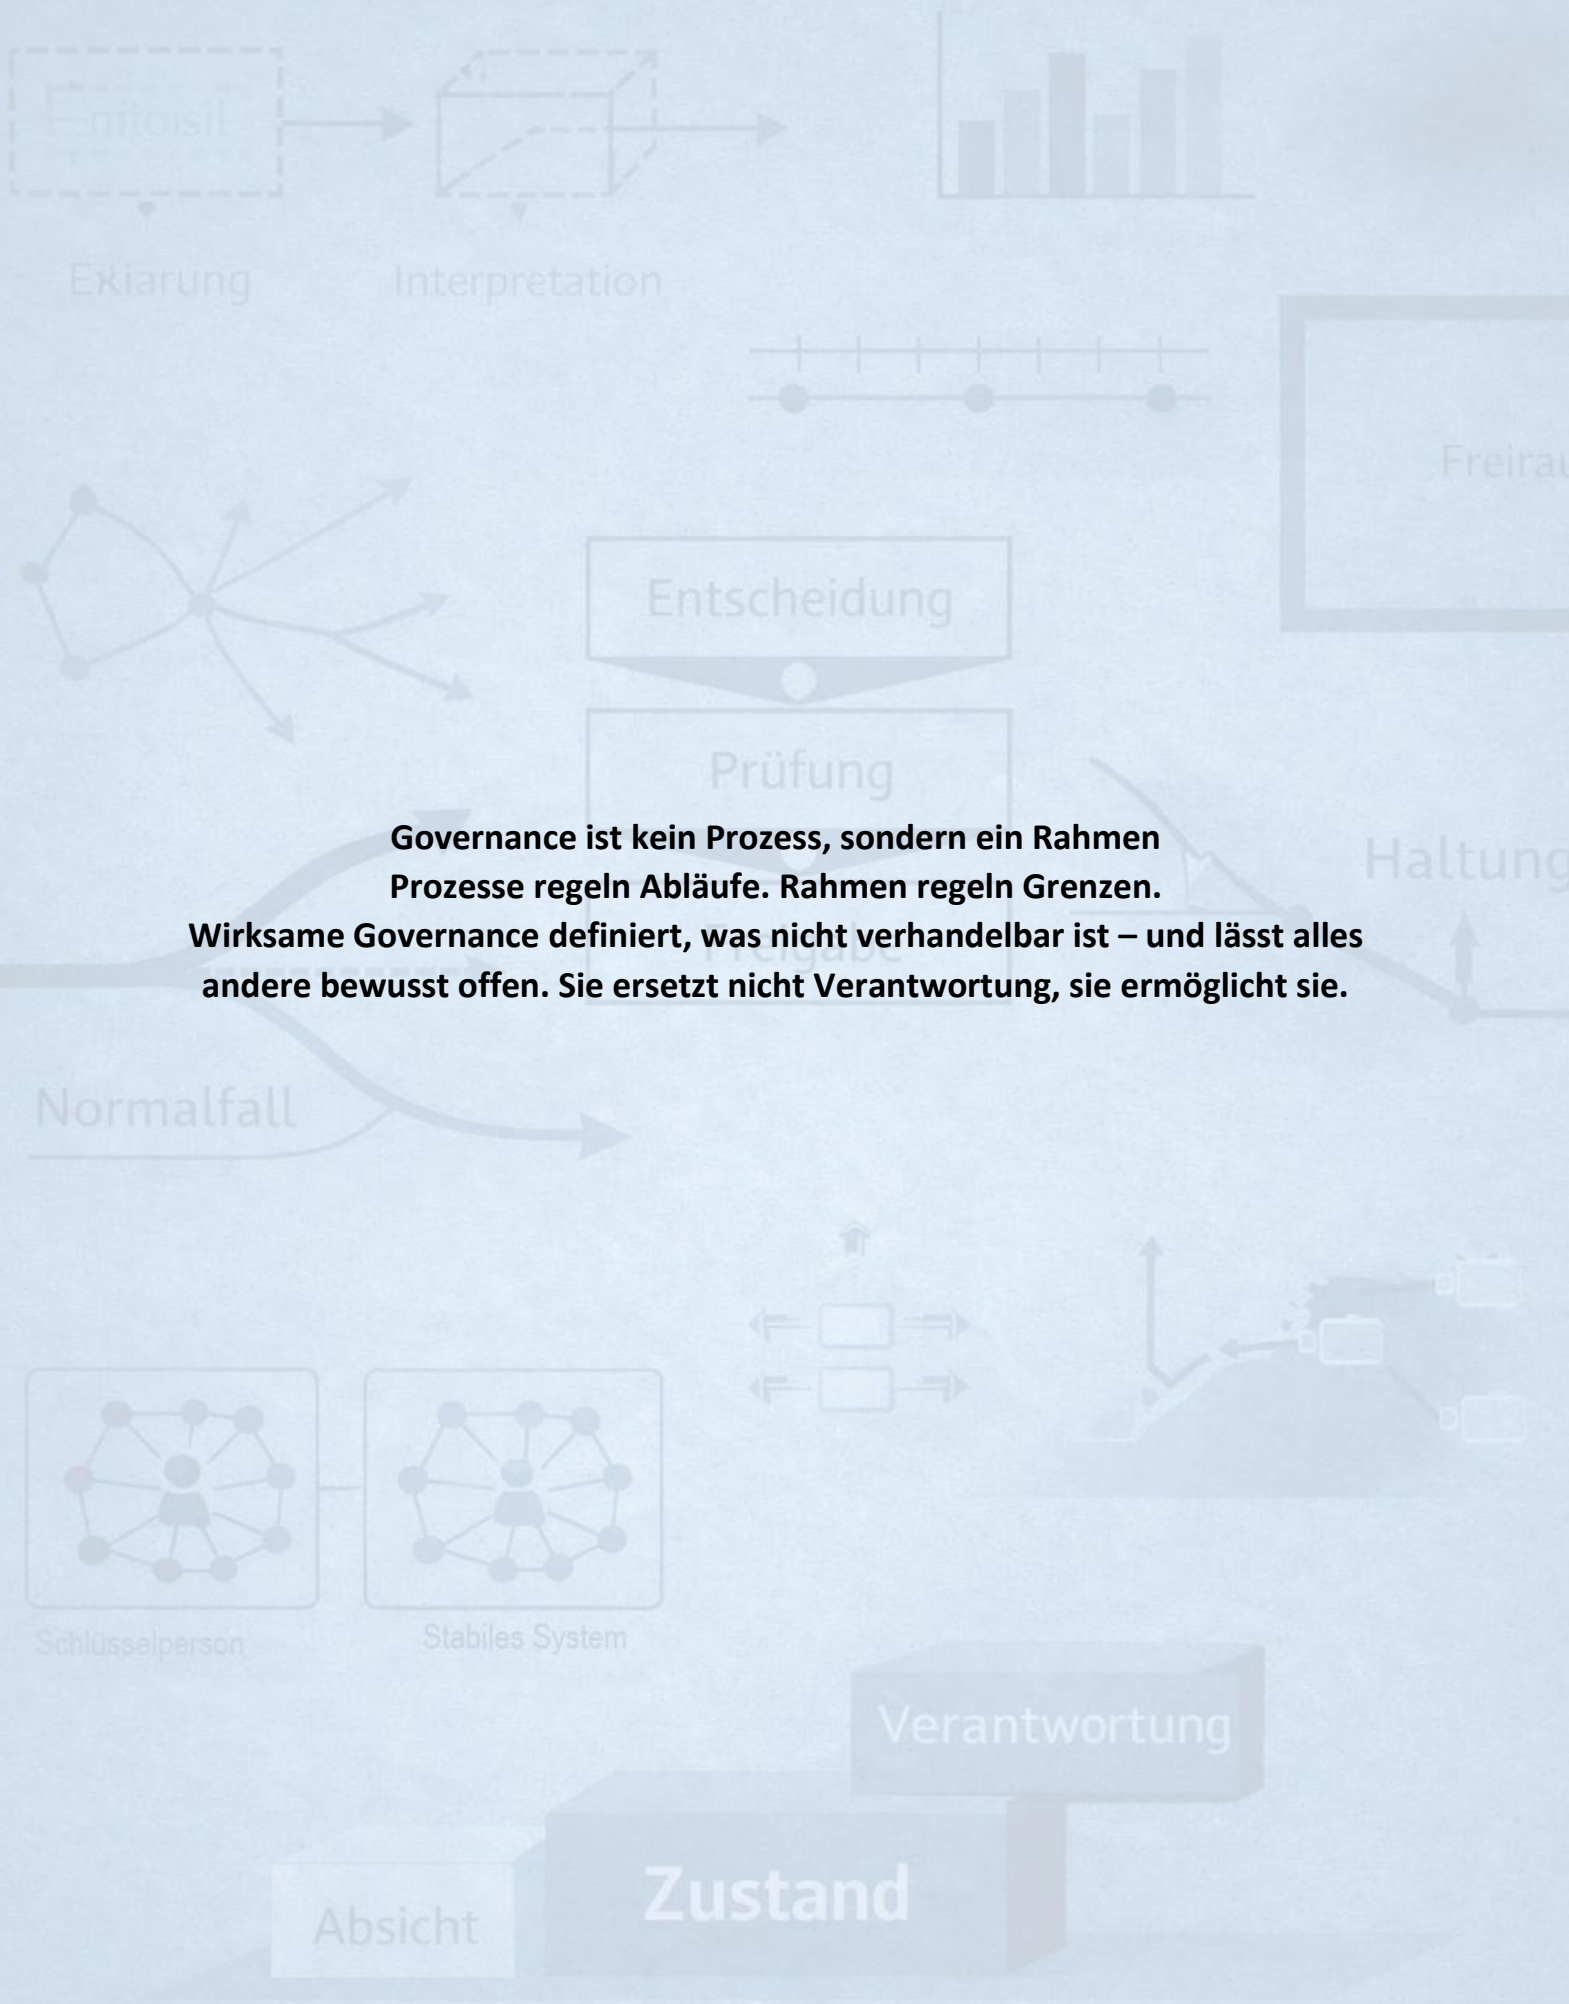 Exiarung
Interpretation
Freirau
Entscheidung
Prüfung
Governance ist kein Prozess, sondern ein Rahmen
Prozesse regeln Abläufe. Rahmen regeln Grenzen.
Haltung
Wirksame Governance definiert, was nicht verhandelbar ist – und lässt alles
Freigabe
andere bewusst offen. Sie ersetzt nicht Verantwortung, sie ermöglicht sie.
Normalfall
Schlüsselperson
Stabiles System
Verantwortung
Zustand
Absicht